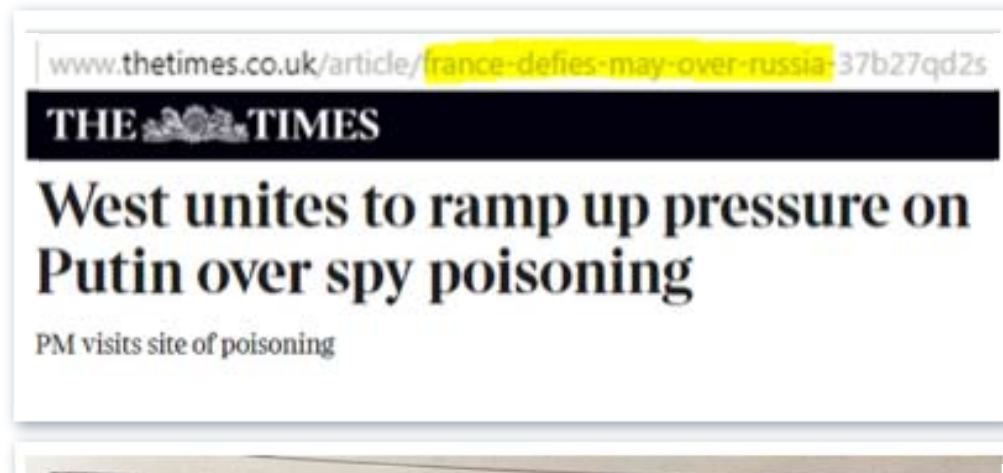 www.thetimes.co.uk/article/france-defies-may-over-russia-37b27qd2s
THE TIMES
West unites to ramp up pressure on
Putin over spy poisoning
PM visits site of poisoning